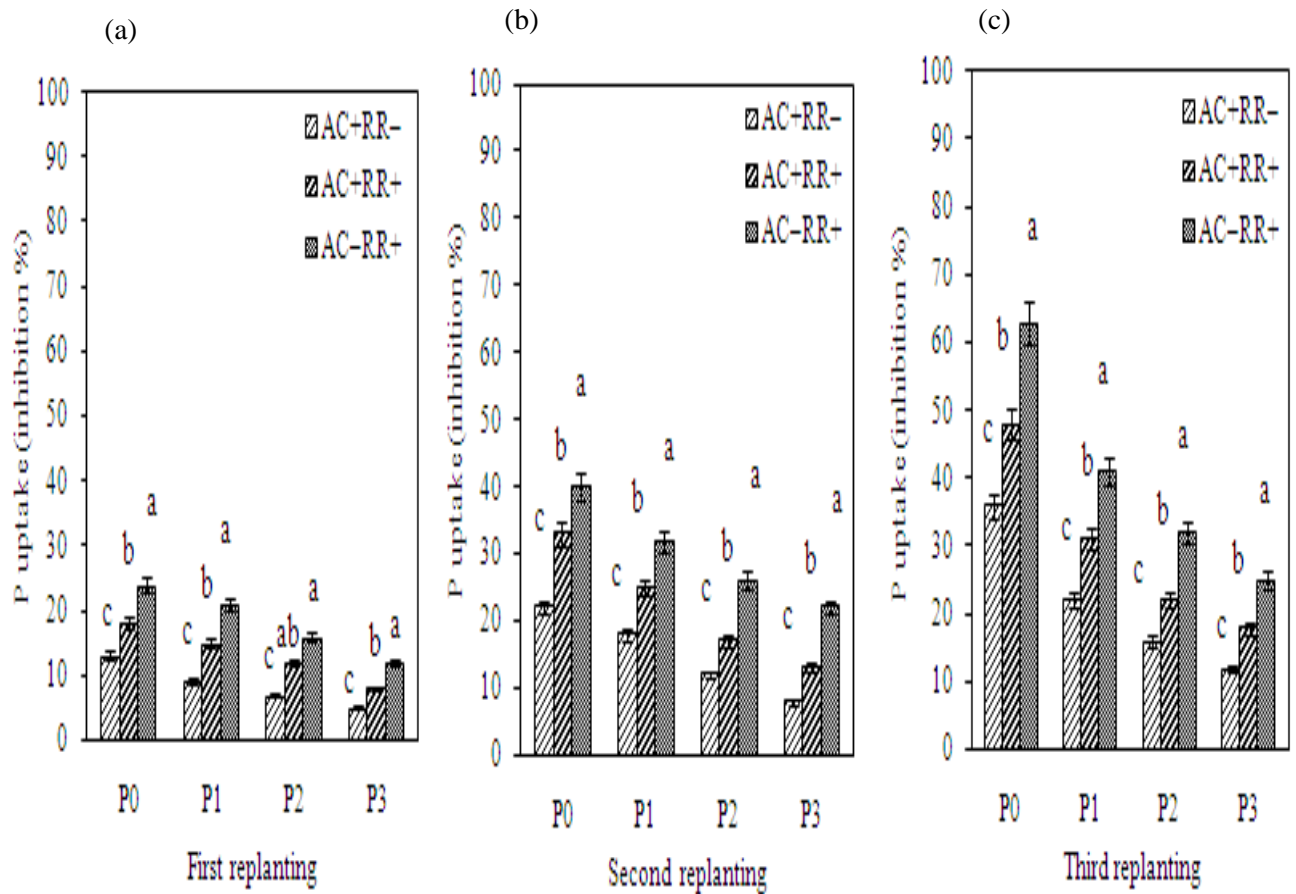 (a)
100
90
80
70
60
50
40
30
20
10
0
P uptake (inhibition %)
AC+RR−
AC+RR+
AC−RR+
c b a
c b a
c ab a
c b a
P0 P1 P2 P3
First replanting
(b)
100
90
80
70
60
50
40
30
20
10
0
P uptake (inhibition %)
AC+RR−
AC+RR+
AC−RR+
c b a
c b a
c b a
c b a
P0 P1 P2 P3
Second replanting
(c)
100
90
80
70
60
50
40
30
20
10
0
P uptake (inhibition %)
AC+RR−
AC+RR+
AC−RR+
c b a
c b a
c b a
c b a
P0 P1 P2 P3
Third replanting